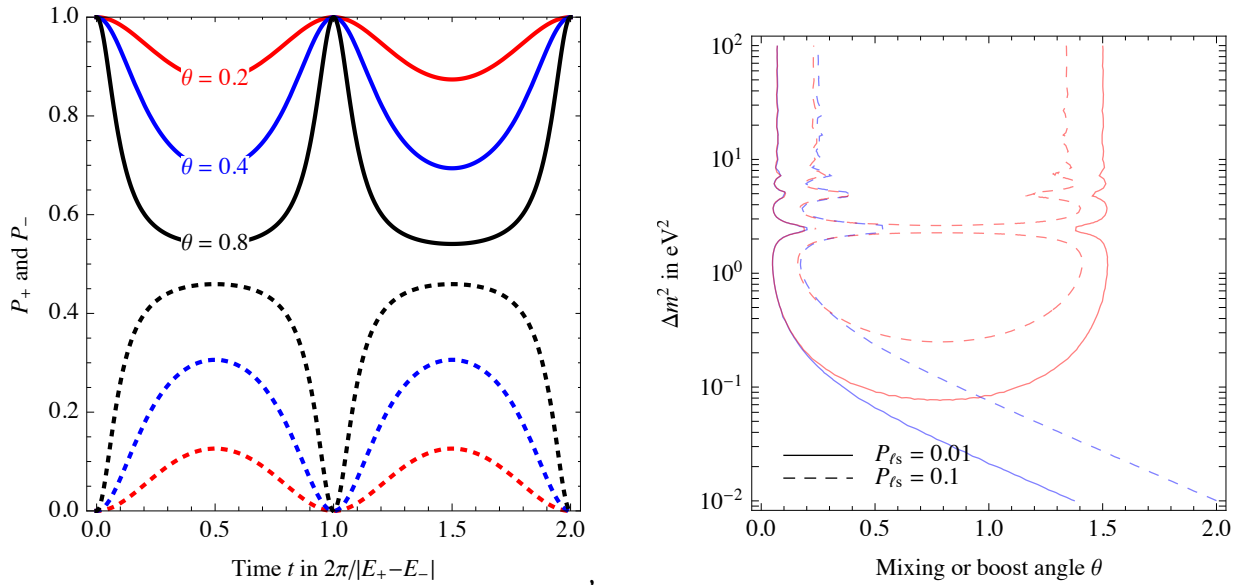 1.0
0.8
0.6
0.4
0.2
0.0
P₊ and P₋
θ = 0.2
θ = 0.4
θ = 0.8
0.0 0.5 1.0 1.5 2.0
Time t in 2π/|E₊−E₋|
,
10²
10¹
10⁰
10⁻¹
10⁻²
Δm² in eV²
Pℓs = 0.01
Pℓs = 0.1
0.0 0.5 1.0 1.5 2.0
Mixing or boost angle θ